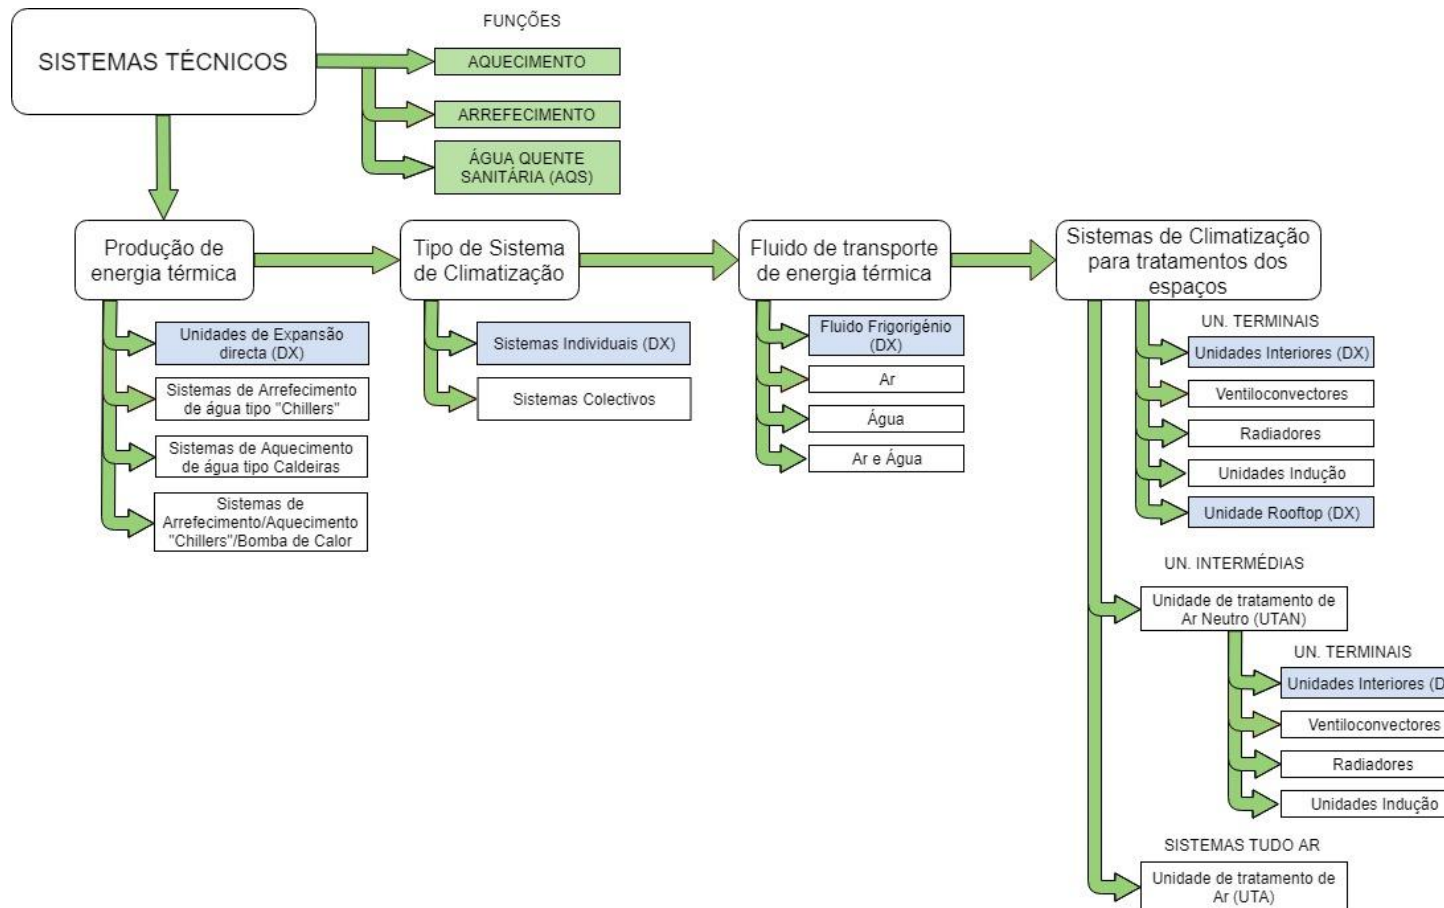 FUNÇÕES
SISTEMAS TÉCNICOS
AQUECIMENTO
ARREFECIMENTO
ÁGUA QUENTE
SANITÁRIA (AQS)
Produção de
energia térmica
Unidades de Expansão
directa (DX)
Sistemas de Arrefecimento
de água tipo "Chillers"
Sistemas de Aquecimento
de água tipo Caldeiras
Sistemas de
Arrefecimento/Aquecimento
"Chillers"/Bomba de Calor
Tipo de Sistema
de Climatização
Sistemas Individuais (DX)
Sistemas Colectivos
Fluido de transporte
de energia térmica
Fluido Frigorigénio
(DX)
Ar
Água
Ar e Água
Sistemas de Climatização
para tratamentos dos
espaços
UN. TERMINAIS
Unidades Interiores (DX)
Ventiloconvectores
Radiadores
Unidades Indução
Unidade Rooftop (DX)
UN. INTERMÉDIAS
Unidade de tratamento de
Ar Neutro (UTAN)
UN. TERMINAIS
Unidades Interiores (D
Ventiloconvectores
Radiadores
Unidades Indução
SISTEMAS TUDO AR
Unidade de tratamento de
Ar (UTA)